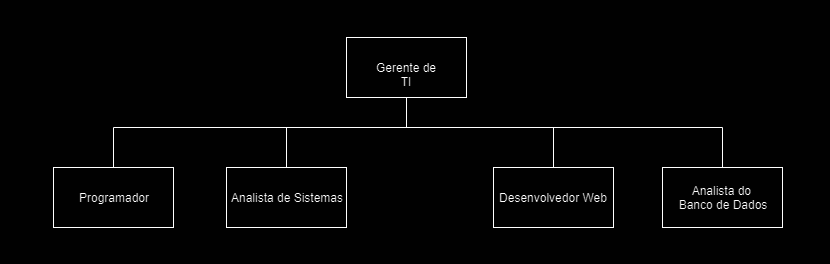 Gerente de
TI
Programador
Analista de Sistemas
Desenvolvedor Web
Analista do
Banco de Dados